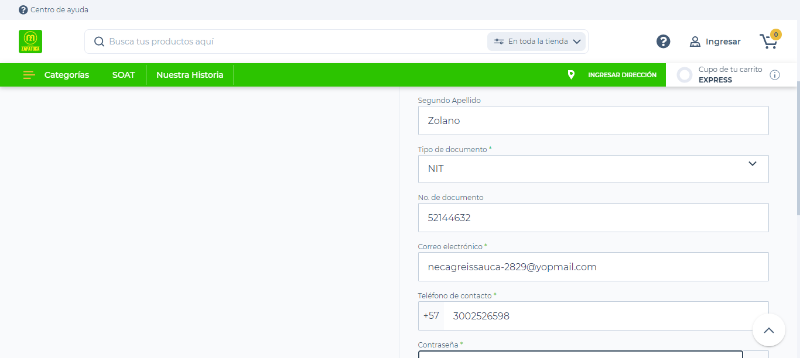 Centro de ayuda
Busca tus productos aquí
En toda la tienda
Ingresar
0
Categorías
SOAT
Nuestra Historia
INGRESAR DIRECCIÓN
Cupo de tu carrito
EXPRESS
Segundo Apellido
Zolano
Tipo de documento *
NIT
No. de documento
52144632
Correo electrónico *
necagreissauca-2829@yopmail.com
Teléfono de contacto *
+57 3002526598
Contraseña *